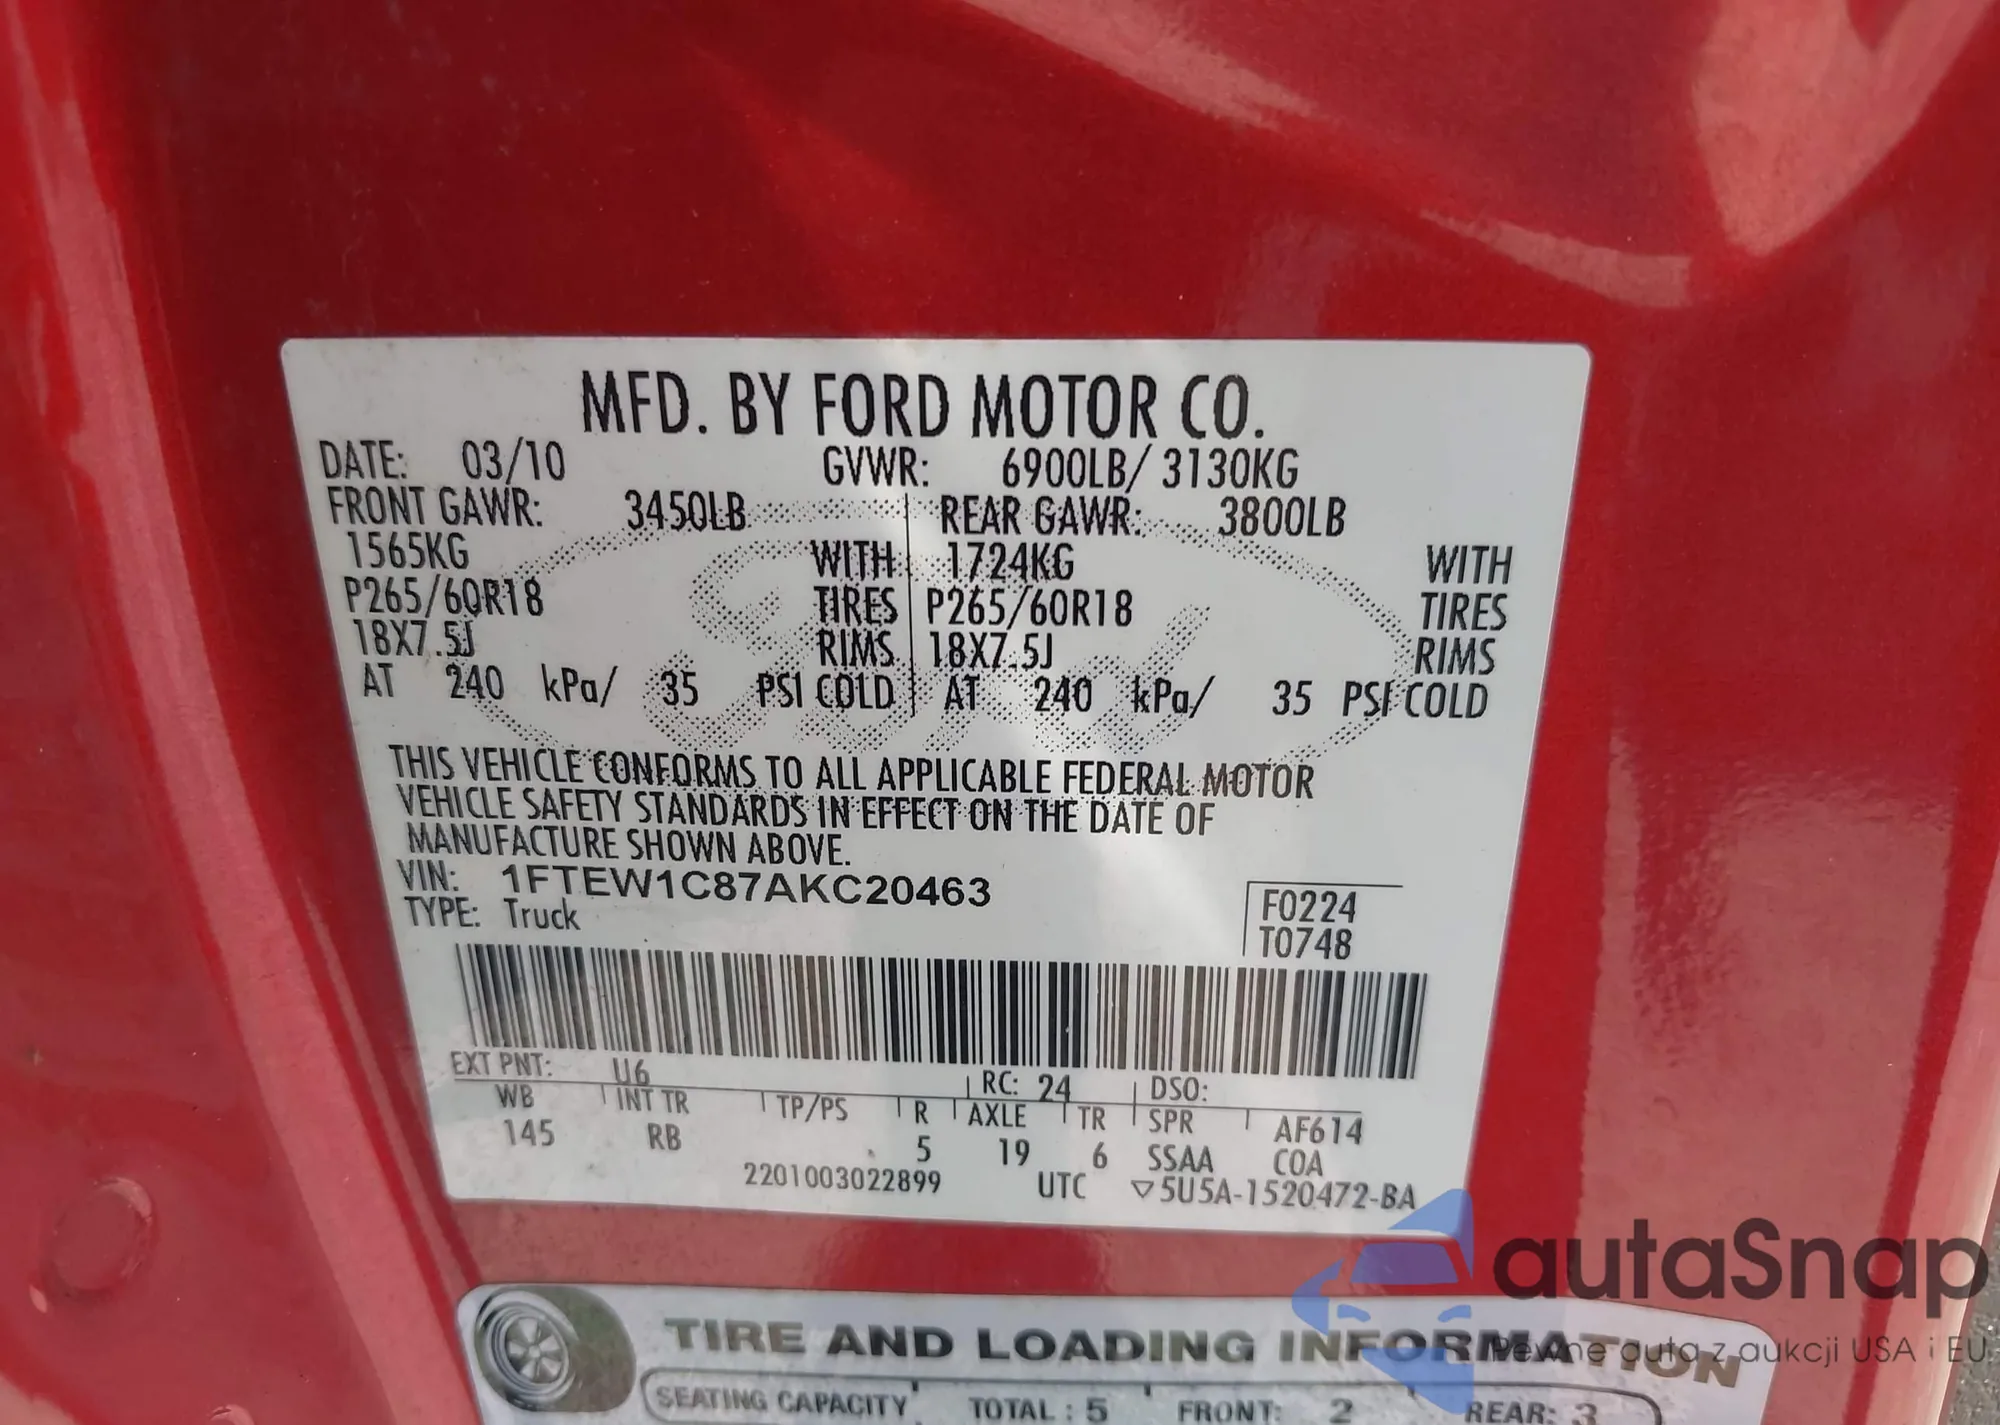 MFD. BY FORD MOTOR CO.
DATE: 03/10 GVWR: 6900LB/ 3130KG
FRONT GAWR: 3450LB REAR GAWR: 3800LB
1565KG WITH 1724KG WITH
P265/60R18 TIRES P265/60R18 TIRES
18X7.5J RIMS 18X7.5J RIMS
AT 240 kPa/ 35 PSI COLD AT 240 kPa/ 35 PSI COLD
THIS VEHICLE CONFORMS TO ALL APPLICABLE FEDERAL MOTOR
VEHICLE SAFETY STANDARDS IN EFFECT ON THE DATE OF
MANUFACTURE SHOWN ABOVE.
VIN: 1FTEW1C87AKC20463
TYPE: Truck
F0224
T0748
EXT PNT: U6 RC: 24 DSO:
WB INT TR TP/PS R AXLE TR SPR AF614
145 RB . 5 19 6 SSAA COA
2201003022899 UTC ▽5U5A-1520472-BA
autaSnap
Pewne auta z aukcji USA i EU
TIRE AND LOADING INFORMATION
SEATING CAPACITY TOTAL : 5 FRONT: 2 REAR: 3